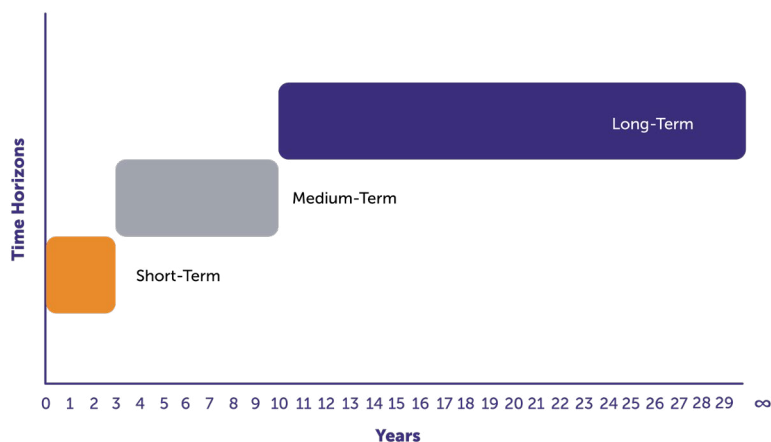 Time Horizons
Long-Term
Medium-Term
Short-Term
0 1 2 3 4 5 6 7 8 9 10 11 12 13 14 15 16 17 18 19 20 21 22 23 24 25 26 27 28 29 ∞
Years